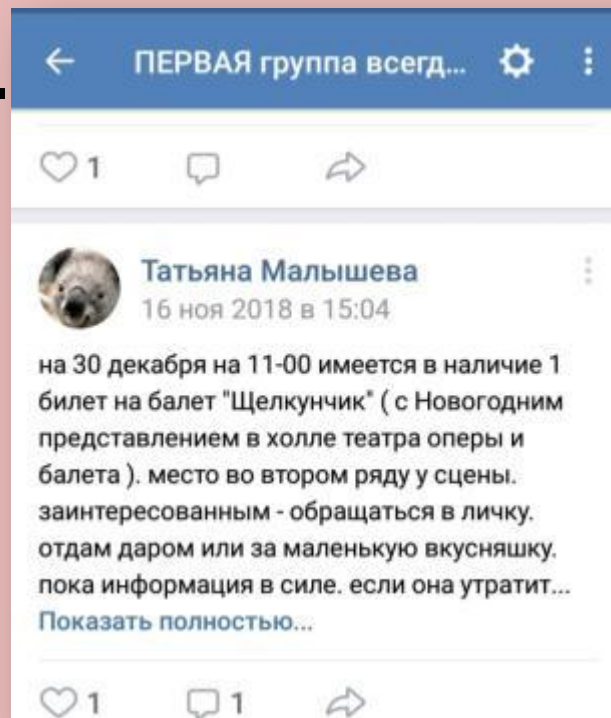 ПЕРВАЯ группа всегд...
1
Татьяна Малышева
16 ноя 2018 в 15:04
на 30 декабря на 11-00 имеется в наличие 1
билет на балет "Щелкунчик" ( с Новогодним
представлением в холле театра оперы и
балета ). место во втором ряду у сцены.
заинтересованным - обращаться в личку.
отдам даром или за маленькую вкусняшку.
пока информация в силе. если она утратит...
Показать полностью...
1 1